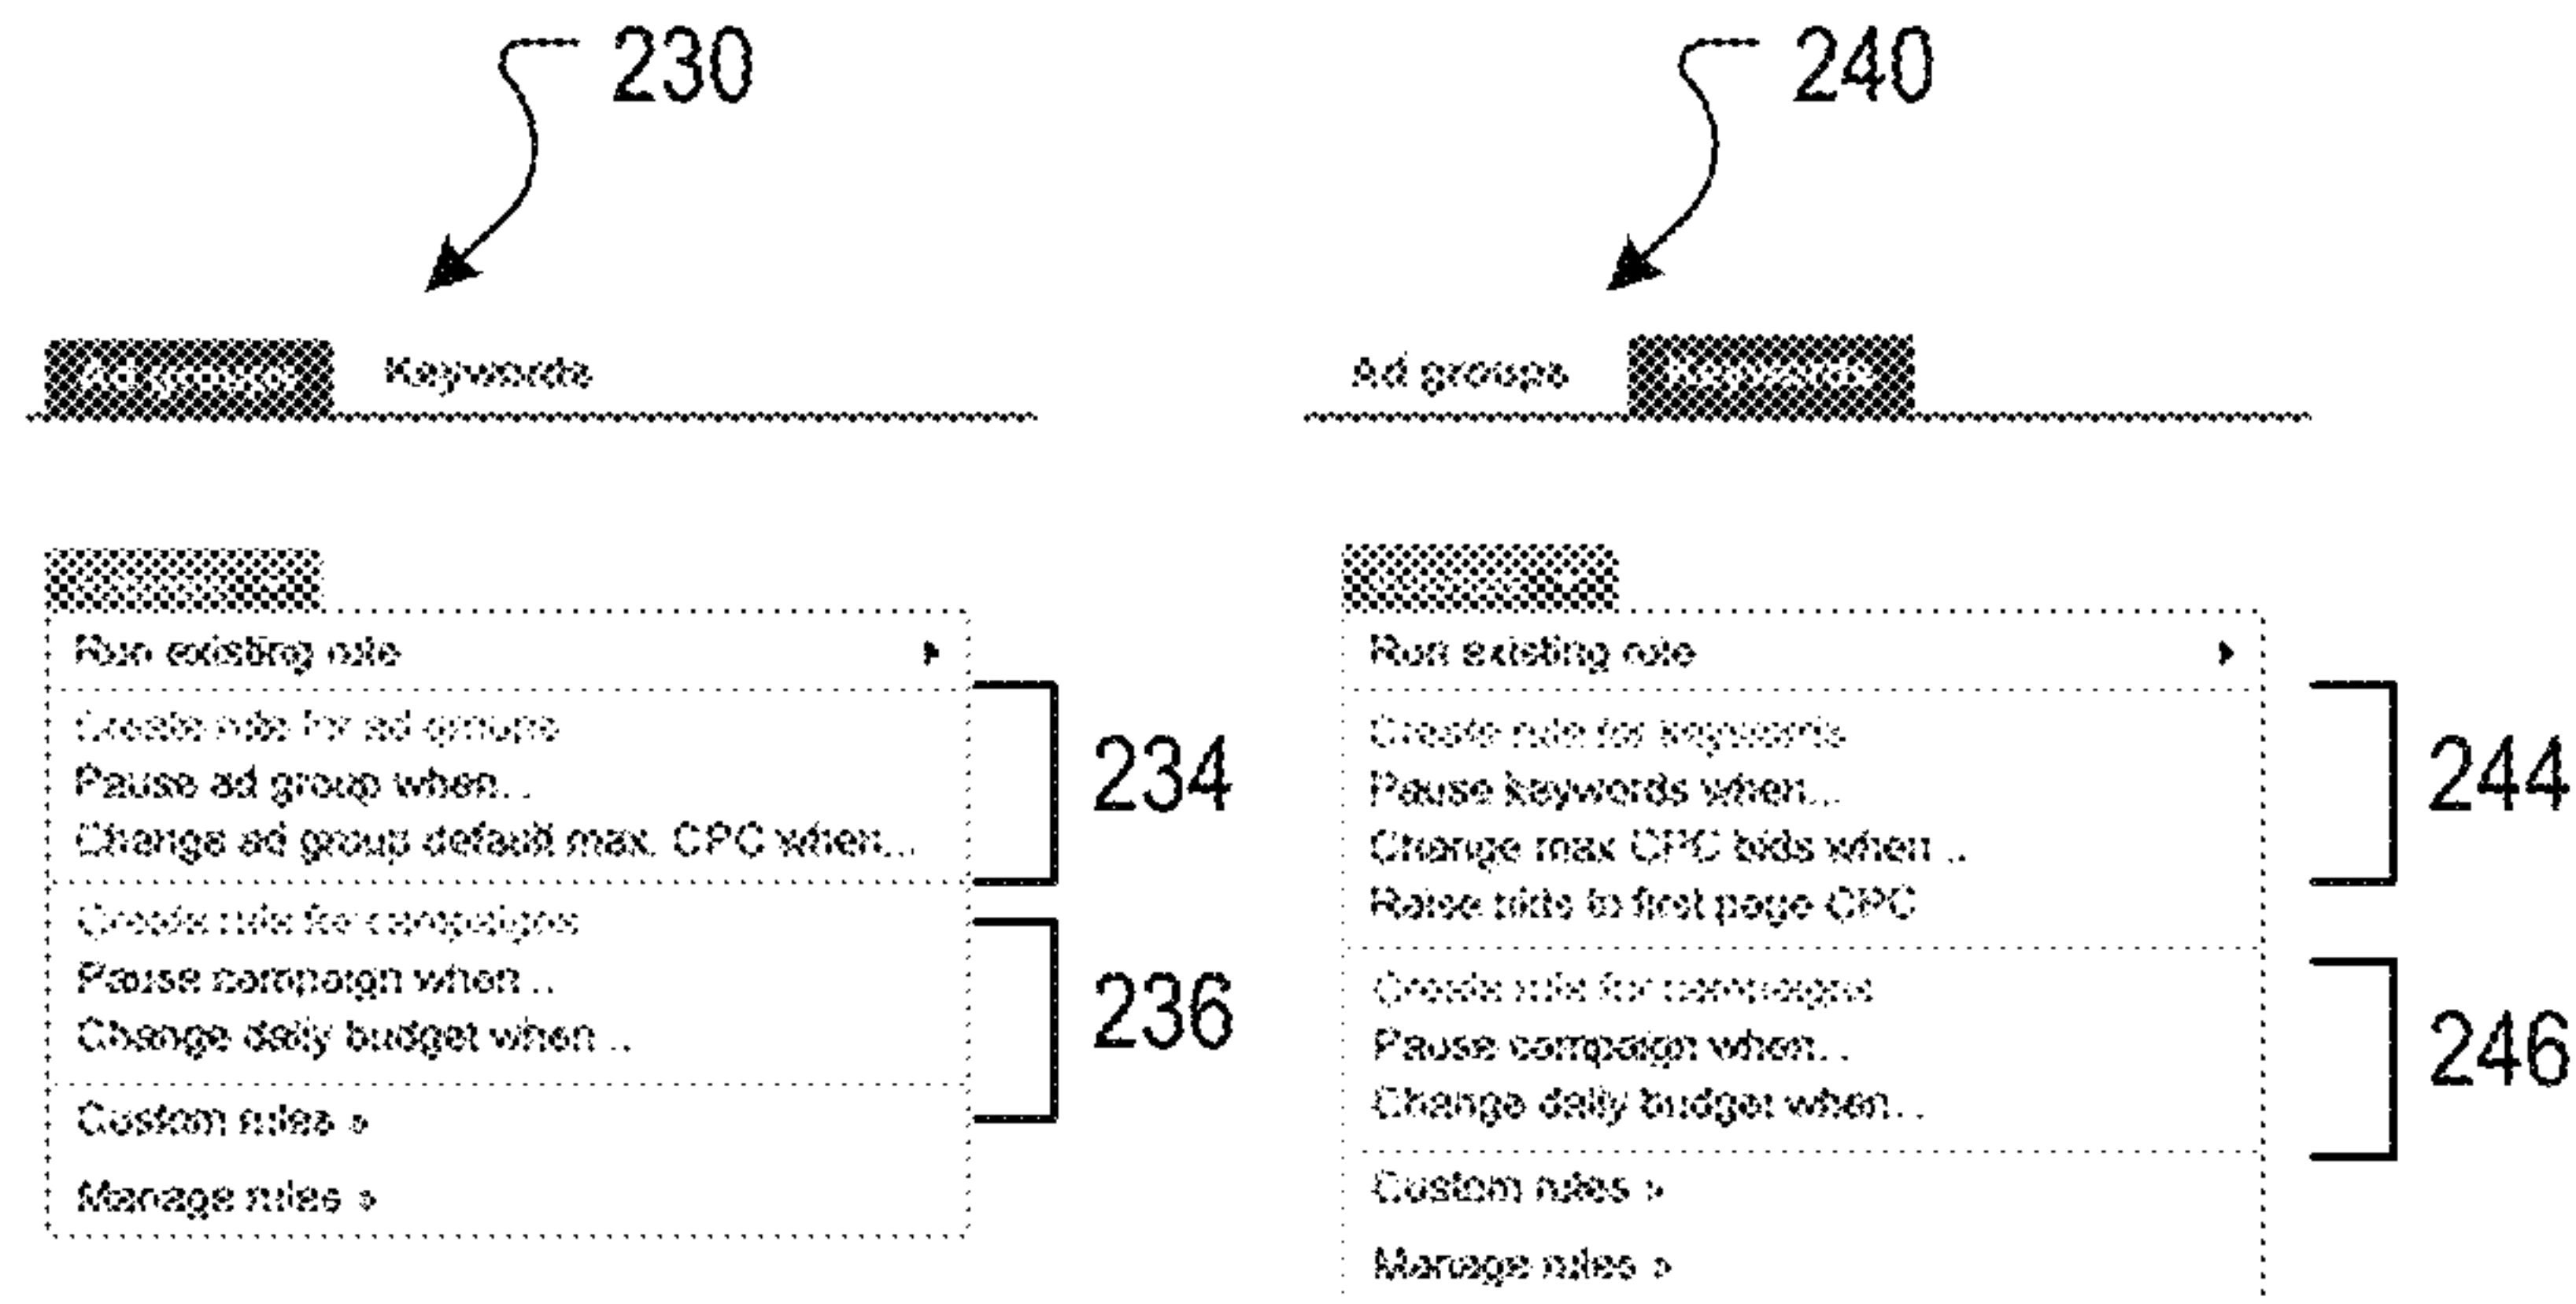 230
Ad groups Keywords
Run existing rule
Create rule for ad groups
Pause ad group when...
Change ad group default max. CPC when...
234
Create rule for campaigns
Pause campaign when...
Change daily budget when...
236
Custom rules »
Manage rules »
240
Ad groups Keywords
Run existing rule
Create rule for keywords
Pause keywords when...
Change max CPC bids when...
Raise bids to first page CPC
244
Create rule for campaigns
Pause campaign when...
Change daily budget when...
246
Custom rules »
Manage rules »